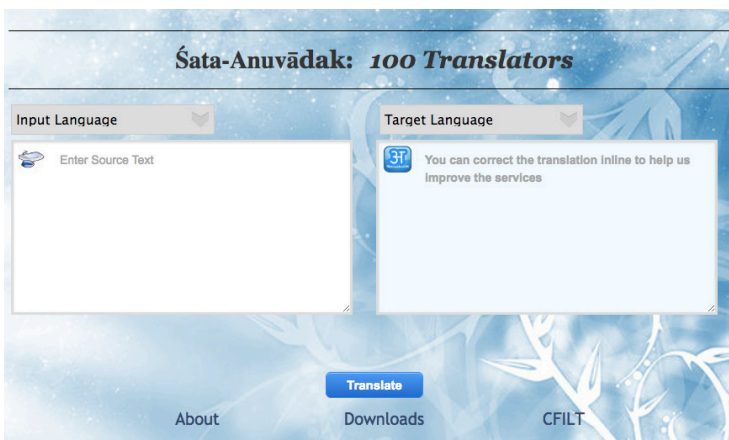 Śata-Anuvādak: 100 Translators
Input Language
Target Language
Enter Source Text
अ
You can correct the translation inline to help us
improve the services
Translate
About
Downloads
CFILT